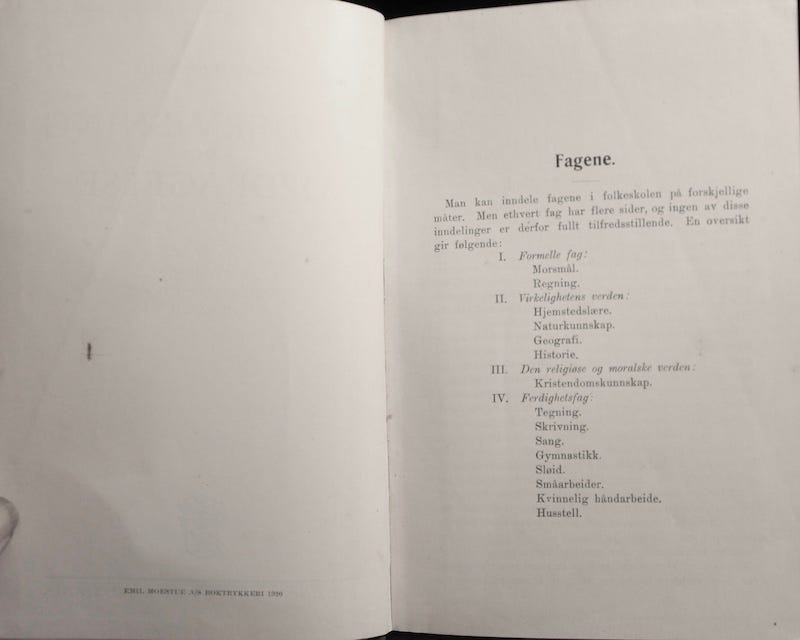 EMIL MOESTUE A/S BOKTRYKKERI
Fagene.
Man kan inndele fagene i folkeskolen på forskjellige
måter. Men ethvert fag har flere sider, og ingen av disse
inndelinger er derfor fullt tilfredsstillende. En oversikt
gir følgende:
I. Formelle fag:
Morsmål.
Regning.
II. Virkelighetens verden:
Hjemstedslære.
Naturkunnskap.
Geografi.
Historie.
III. Den religiøse og moralske verden:
Kristendomskunnskap.
IV. Ferdighetsfag:
Tegning.
Skrivning.
Sang.
Gymnastikk.
Sløid.
Småarbeider.
Kvinnelig håndarbeide.
Husstell.